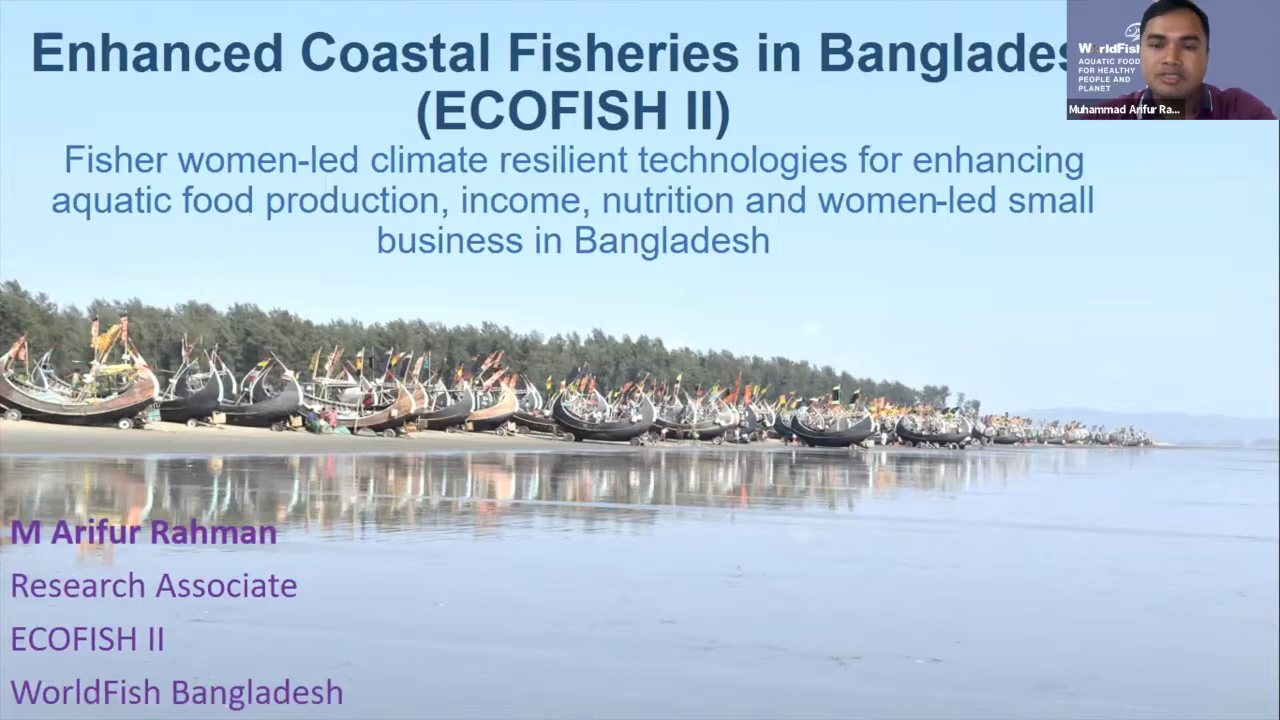 Enhanced Coastal Fisheries in Banglades
(ECOFISH II)
Fisher women-led climate resilient technologies for enhancing
aquatic food production, income, nutrition and women-led small
business in Bangladesh
WorldFish
AQUATIC FOOD
FOR HEALTHY
PEOPLE AND
PLANET
Muhammad Arifur Ra...
M Arifur Rahman
Research Associate
ECOFISH II
WorldFish Bangladesh